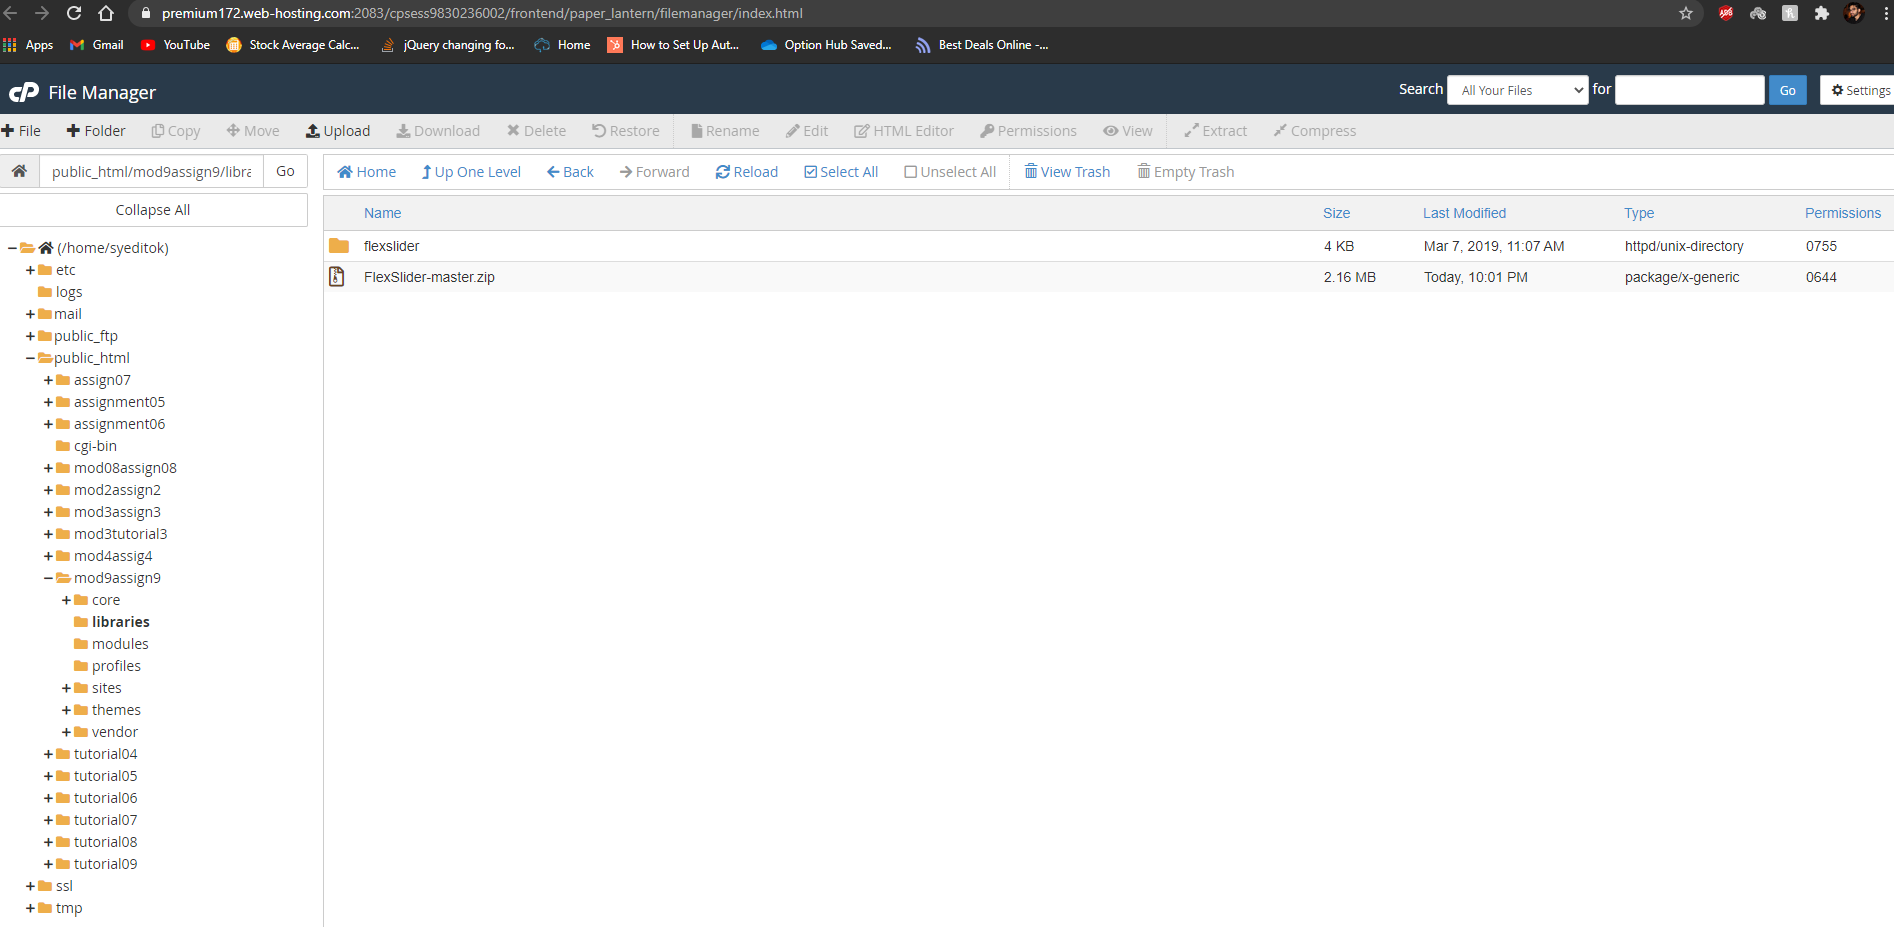 premium172.web-hosting.com:2083/cpsess9830236002/frontend/paper_lantern/filemanager/index.html
Apps Gmail YouTube Stock Average Calc... jQuery changing fo... Home How to Set Up Aut... Option Hub Saved... Best Deals Online -...
cP File Manager Search All Your Files for Go Settings
File Folder Copy Move Upload Download Delete Restore Rename Edit HTML Editor Permissions View Extract Compress
public_html/mod9assign9/libra Go
Home Up One Level Back Forward Reload Select All Unselect All View Trash Empty Trash
Collapse All
(/home/syeditok)
etc
logs
mail
public_ftp
public_html
assign07
assignment05
assignment06
cgi-bin
mod08assign08
mod2assign2
mod3assign3
mod3tutorial3
mod4assig4
mod9assign9
core
libraries
modules
profiles
sites
themes
vendor
tutorial04
tutorial05
tutorial06
tutorial07
tutorial08
tutorial09
ssl
tmp
Name Size Last Modified Type Permissions
flexslider 4 KB Mar 7, 2019, 11:07 AM httpd/unix-directory 0755
FlexSlider-master.zip 2.16 MB Today, 10:01 PM package/x-generic 0644